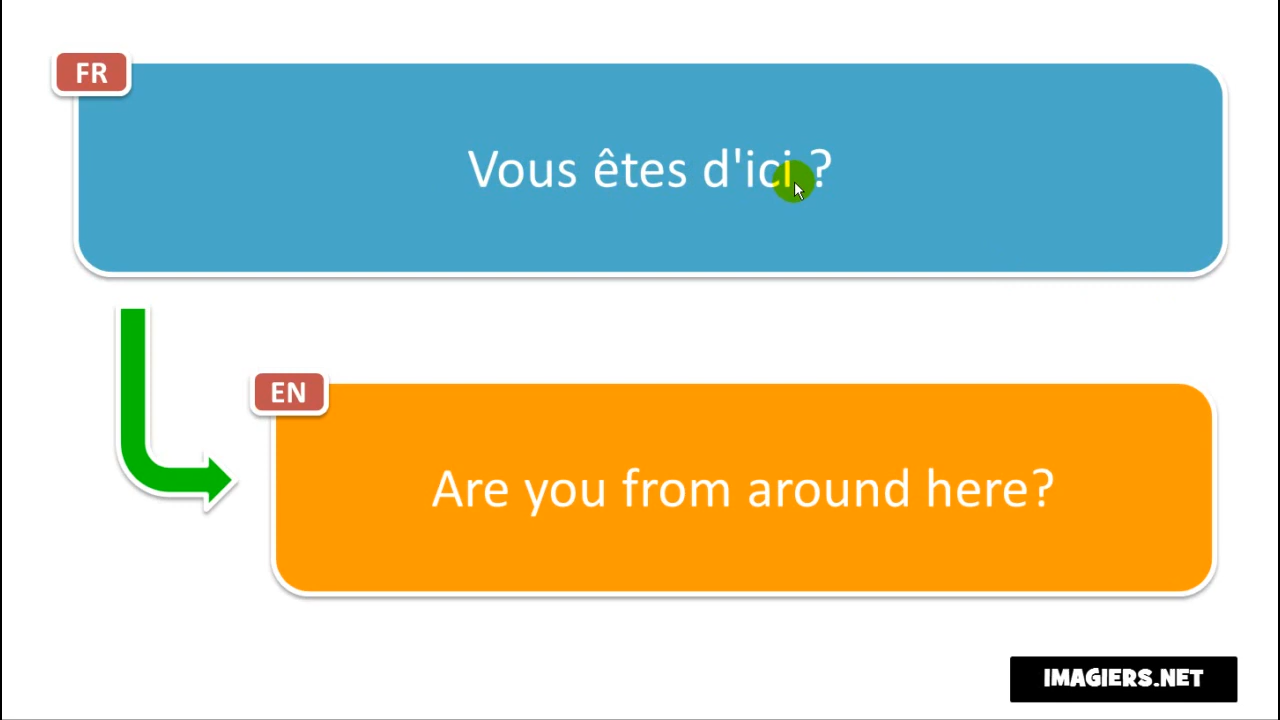 FR
Vous êtes d'ici ?
EN
Are you from around here?
IMAGIERS.NET